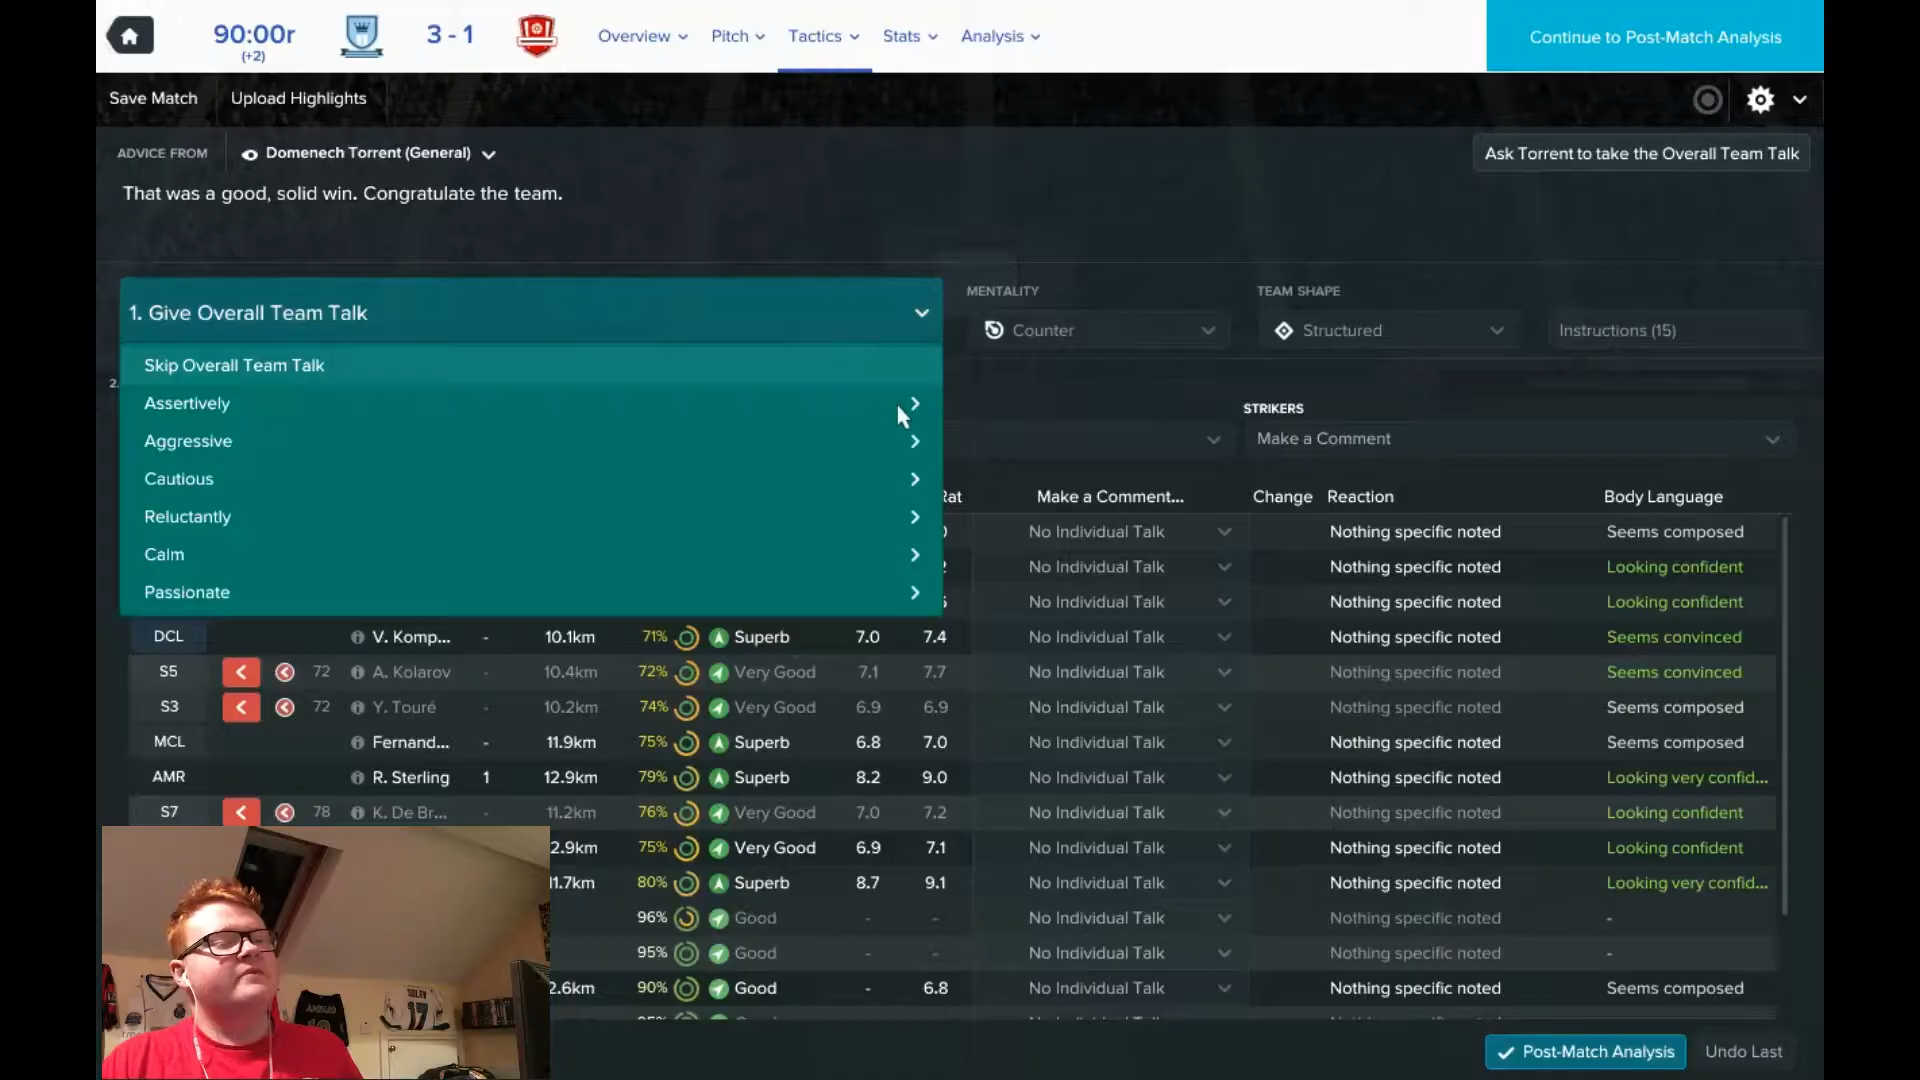 90:00r
(+2)
3 - 1
Overview
Pitch
Tactics
Stats
Analysis
Continue to Post-Match Analysis
Save Match
Upload Highlights
ADVICE FROM
Domenech Torrent (General)
Ask Torrent to take the Overall Team Talk
That was a good, solid win. Congratulate the team.
1. Give Overall Team Talk
MENTALITY
Counter
TEAM SHAPE
Structured
Instructions (15)
Skip Overall Team Talk
2.
Assertively
Aggressive
Cautious
Reluctantly
Calm
Passionate
STRIKERS
Make a Comment
Rat Make a Comment... Change Reaction Body Language
No Individual Talk Nothing specific noted Seems composed
No Individual Talk Nothing specific noted Looking confident
No Individual Talk Nothing specific noted Looking confident
DCL V. Komp... - 10.1km 71% Superb 7.0 7.4 No Individual Talk Nothing specific noted Seems convinced
S5 72 A. Kolarov - 10.4km 72% Very Good 7.1 7.7 No Individual Talk Nothing specific noted Seems convinced
S3 72 Y. Touré - 10.2km 74% Very Good 6.9 6.9 No Individual Talk Nothing specific noted Seems composed
MCL Fernand... - 11.9km 75% Superb 6.8 7.0 No Individual Talk Nothing specific noted Seems composed
AMR R. Sterling 1 12.9km 79% Superb 8.2 9.0 No Individual Talk Nothing specific noted Looking very confid...
S7 78 K. De Br... - 11.2km 76% Very Good 7.0 7.2 No Individual Talk Nothing specific noted Looking confident
2.9km 75% Very Good 6.9 7.1 No Individual Talk Nothing specific noted Looking confident
11.7km 80% Superb 8.7 9.1 No Individual Talk Nothing specific noted Looking very confid...
96% Good - - No Individual Talk Nothing specific noted -
95% Good - - No Individual Talk Nothing specific noted -
2.6km 90% Good - 6.8 No Individual Talk Nothing specific noted Seems composed
17
Post-Match Analysis
Undo Last